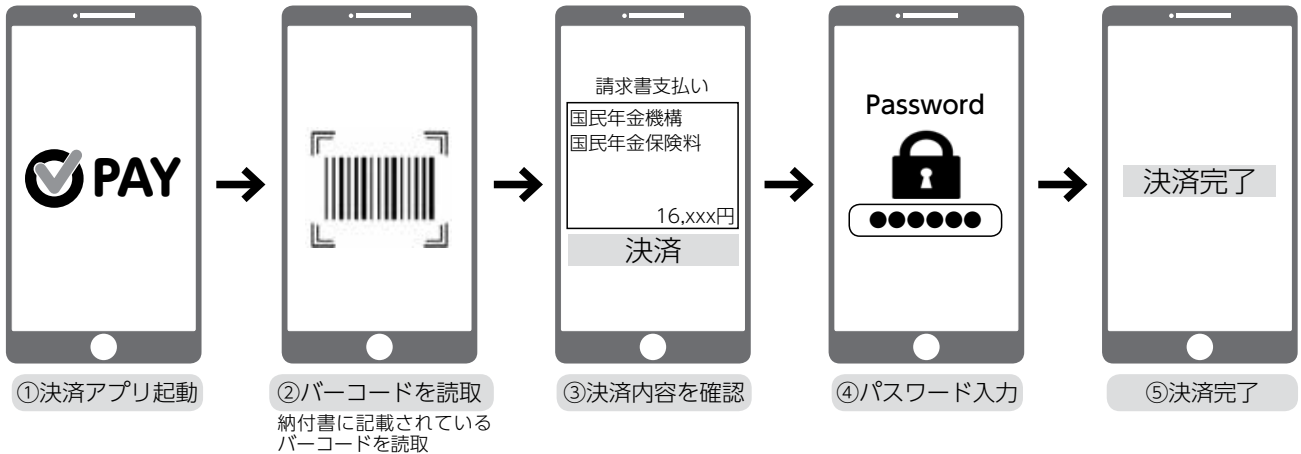 PAY
請求書支払い
国民年金機構
国民年金保険料
16,xxx円
決済
Password
●●●●●●
決済完了
①決済アプリ起動
②バーコードを読取
納付書に記載されている
バーコードを読取
③決済内容を確認
④パスワード入力
⑤決済完了